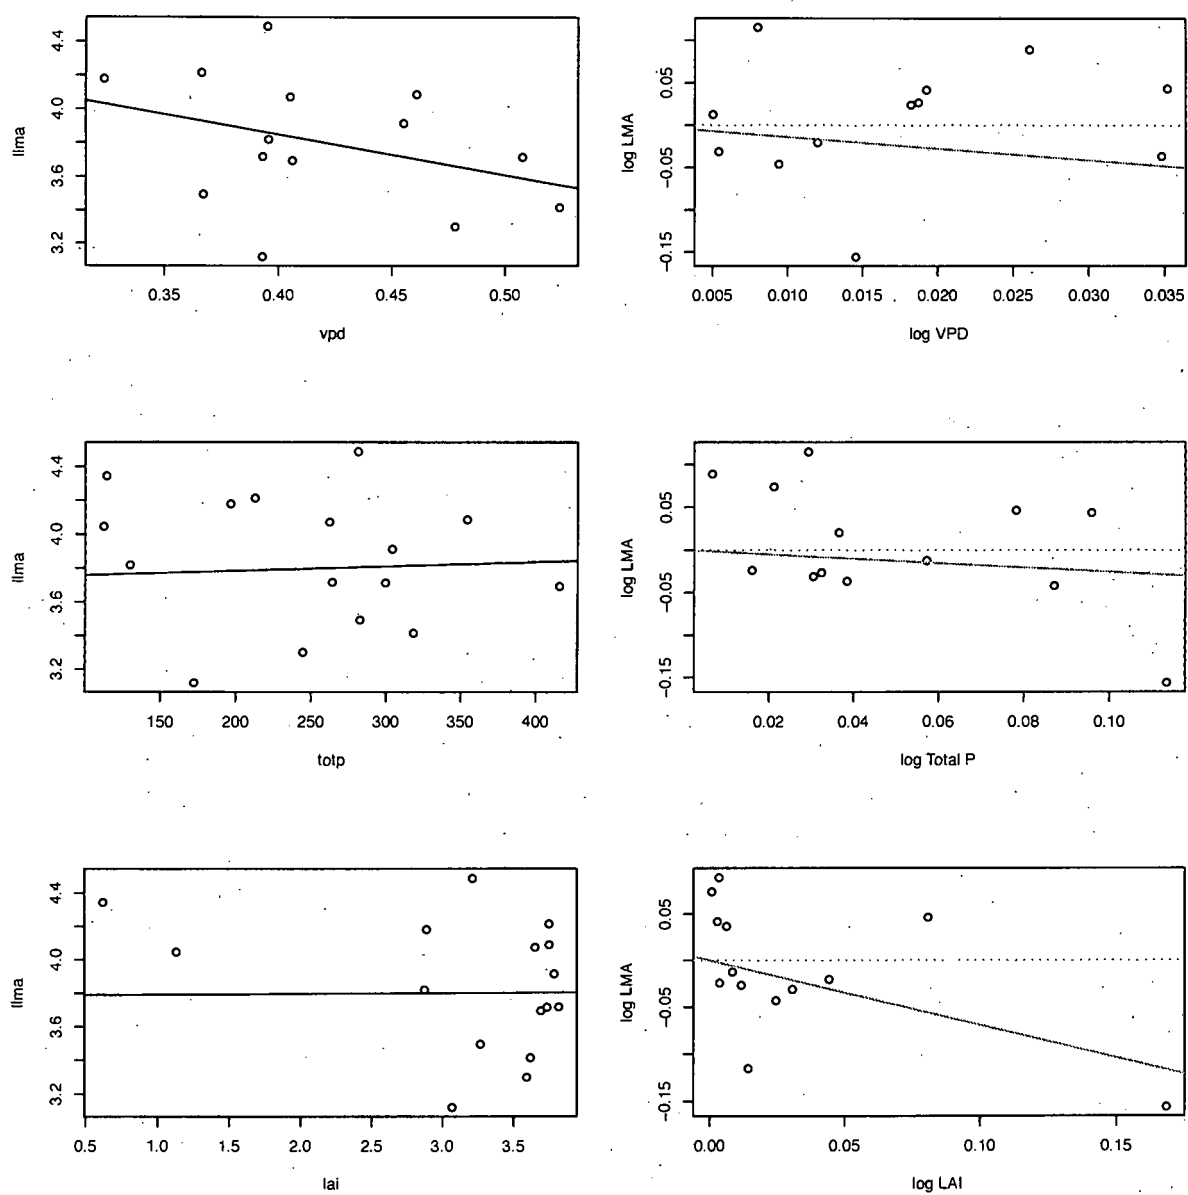 4.4
4.0
3.6
3.2
llma
0.35 0.40 0.45 0.50
vpd
0.05
−0.05
−0.15
log LMA
0.005 0.010 0.015 0.020 0.025 0.030 0.035
log VPD
4.4
4.0
3.6
3.2
llma
150 200 250 300 350 400
totp
0.05
−0.05
−0.15
log LMA
0.02 0.04 0.06 0.08 0.10
log Total P
4.4
4.0
3.6
3.2
llma
0.5 1.0 1.5 2.0 2.5 3.0 3.5
lai
0.05
−0.05
−0.15
log LMA
0.00 0.05 0.10 0.15
log LAI